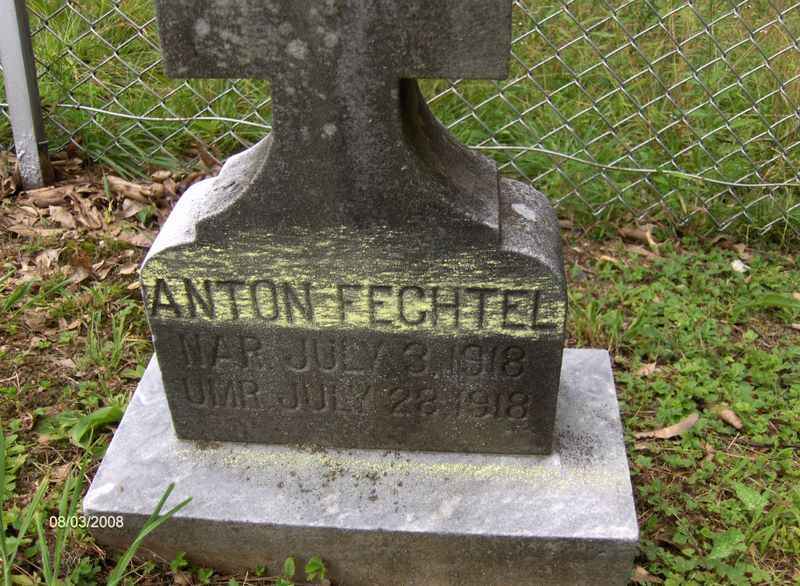 ANTON FECHTEL
NAR. JULY 3, 1918
UMR. JULY 28, 1918
08/03/2008